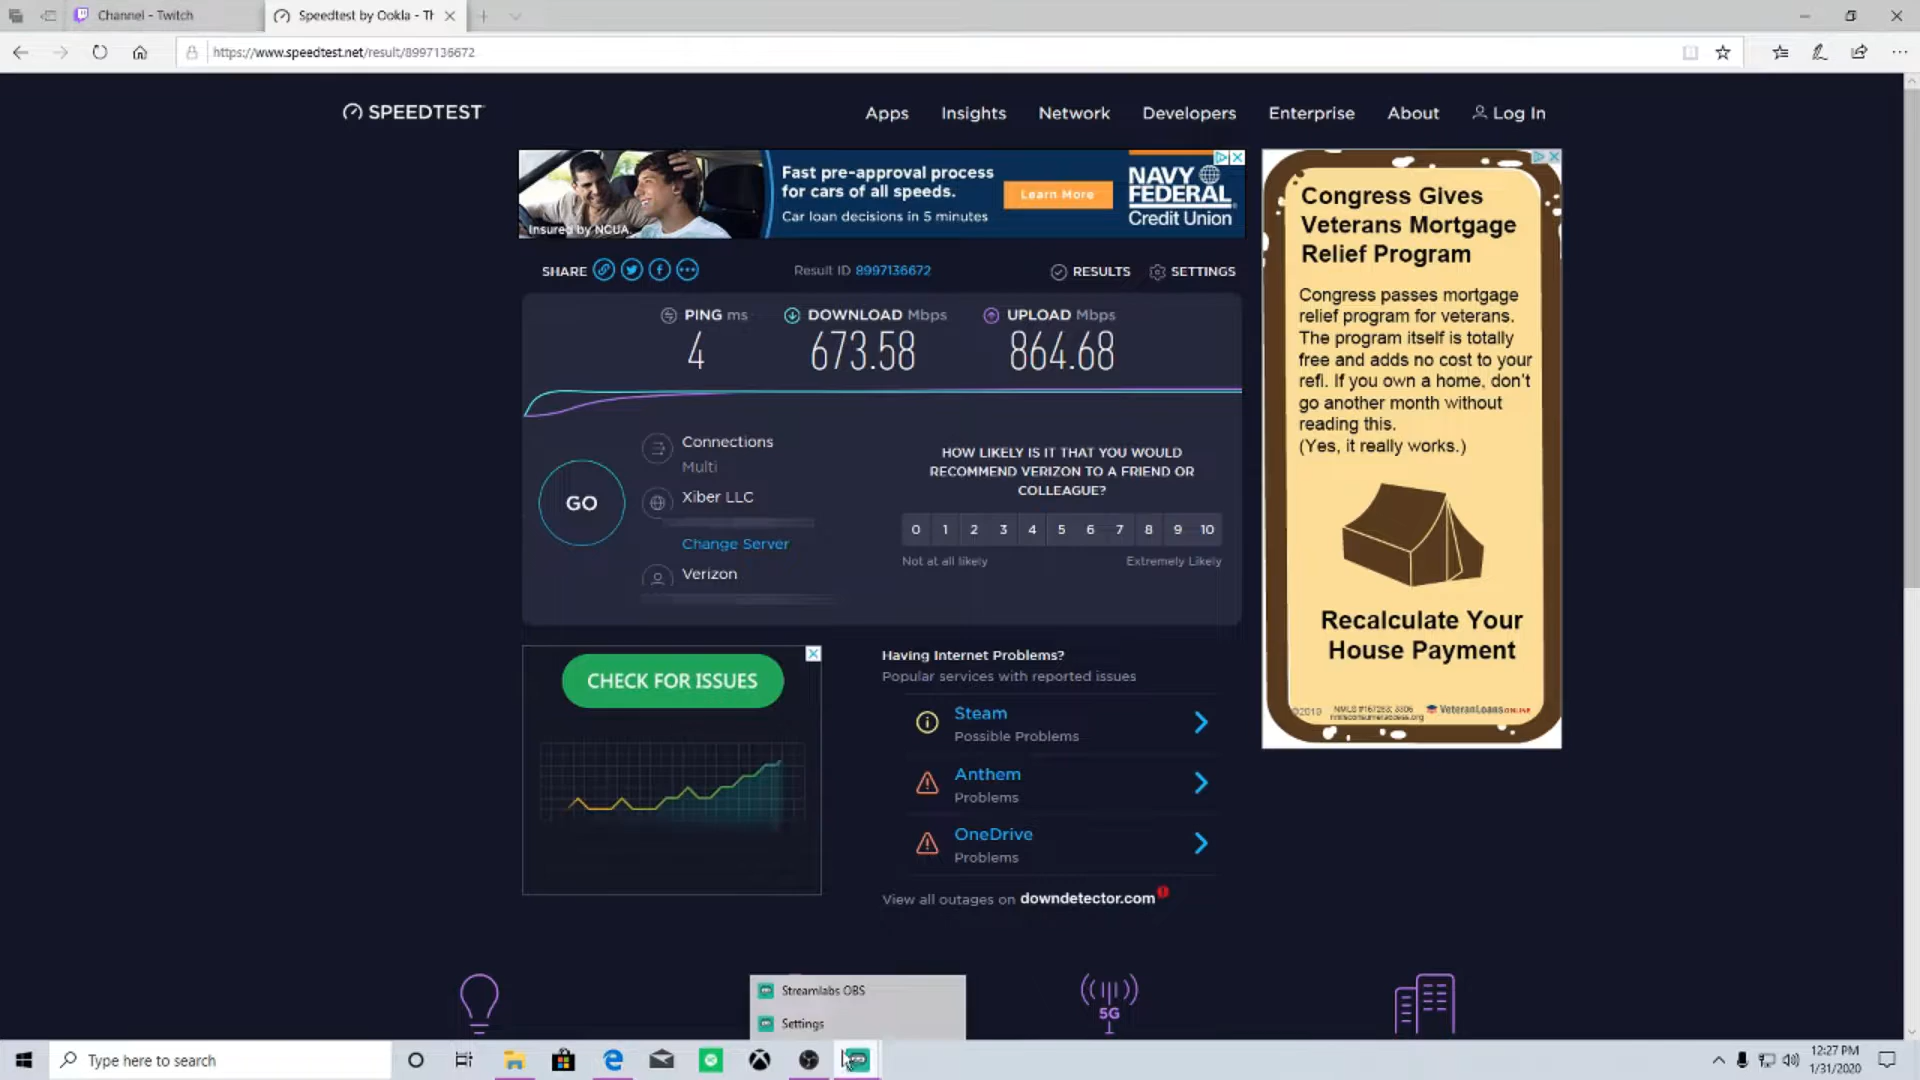 Channel - Twitch
Speedtest by Ookla - Th
https://www.speedtest.net/result/8997136672
SPEEDTEST
Apps
Insights
Network
Developers
Enterprise
About
Log In
Fast pre-approval process
for cars of all speeds.
Car loan decisions in 5 minutes
Learn More
NAVY
FEDERAL
Credit Union
Insured by NCUA.
SHARE
Result ID 8997136672
RESULTS
SETTINGS
PING ms
4
DOWNLOAD Mbps
673.58
UPLOAD Mbps
864.68
GO
Connections
Multi
Xiber LLC
Change Server
Verizon
HOW LIKELY IS IT THAT YOU WOULD
RECOMMEND VERIZON TO A FRIEND OR
COLLEAGUE?
0 1 2 3 4 5 6 7 8 9 10
Not at all likely
Extremely Likely
Congress Gives
Veterans Mortgage
Relief Program
Congress passes mortgage
relief program for veterans.
The program itself is totally
free and adds no cost to your
refi. If you own a home, don't
go another month without
reading this.
(Yes, it really works.)
Recalculate Your
House Payment
©2019
VeteranLoans ONLINE
CHECK FOR ISSUES
Having Internet Problems?
Popular services with reported issues
Steam
Possible Problems
Anthem
Problems
OneDrive
Problems
View all outages on downdetector.com
5G
Streamlabs OBS
Settings
Type here to search
12:27 PM
1/31/2020